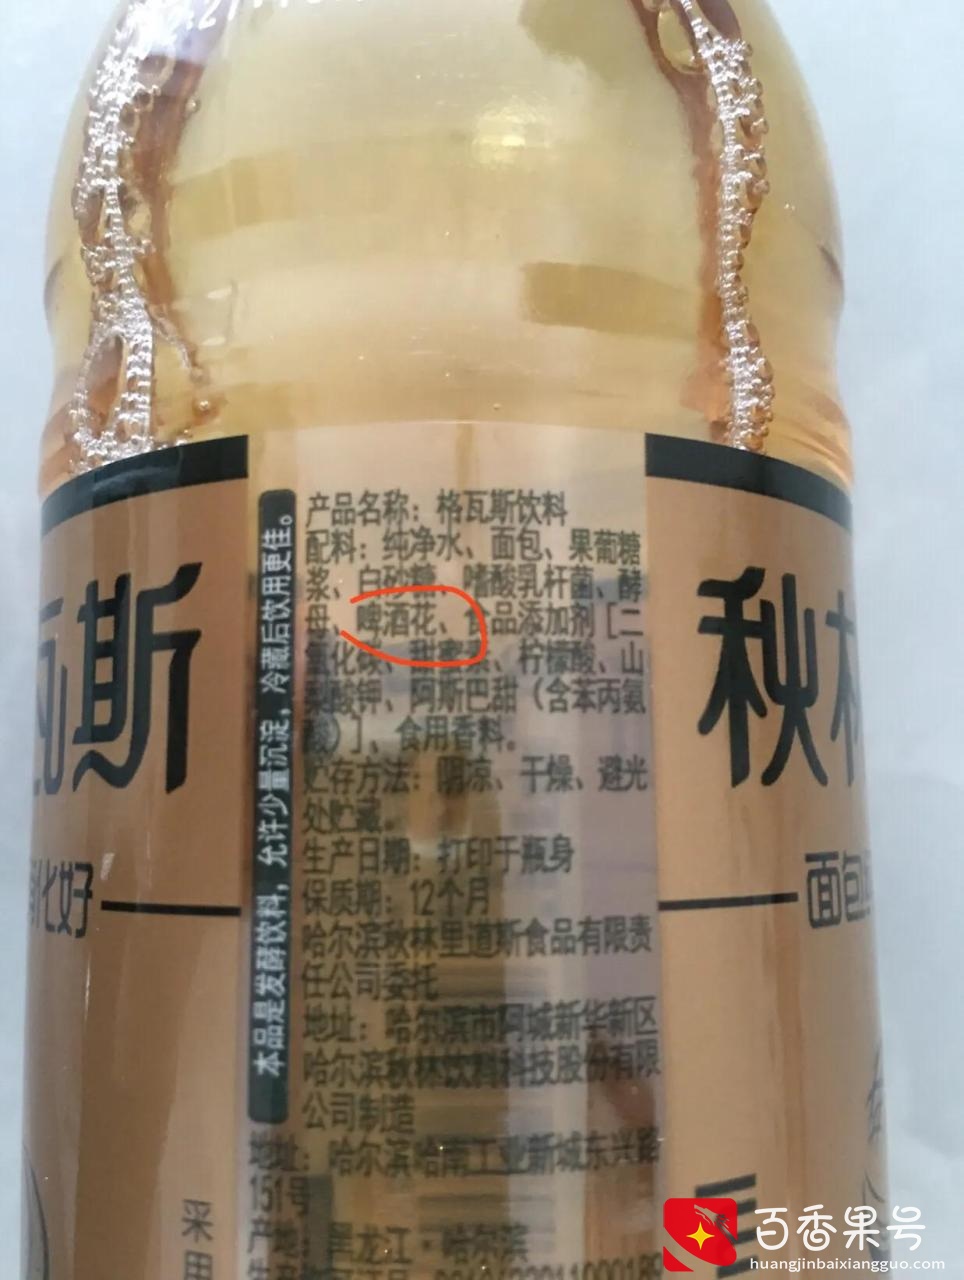 产品名称：格瓦斯饮料
配料：纯净水、面包、果葡糖
浆、白砂糖、嗜酸乳杆菌、酵
母、啤酒花、食品添加剂［二
氧化碳、甜蜜素、柠檬酸、山
梨酸钾、阿斯巴甜（含苯丙氨
酸）］、食用香料。
贮存方法：阴凉、干燥、避光
处贮藏。
生产日期：打印于瓶身
保质期：12个月
哈尔滨秋林里道斯食品有限责
任公司委托
地址：哈尔滨市阿城新华新区
哈尔滨秋林饮料科技股份有限
公司制造
地址：哈尔滨哈南工业新城东兴路
151号
产地：黑龙江·哈尔滨
本品是发酵饮料，允许少量沉淀，冷藏后饮用更佳。
瓦斯
化好
秋林
面包
采用
百香果号
huangjinbaixiangguo.com